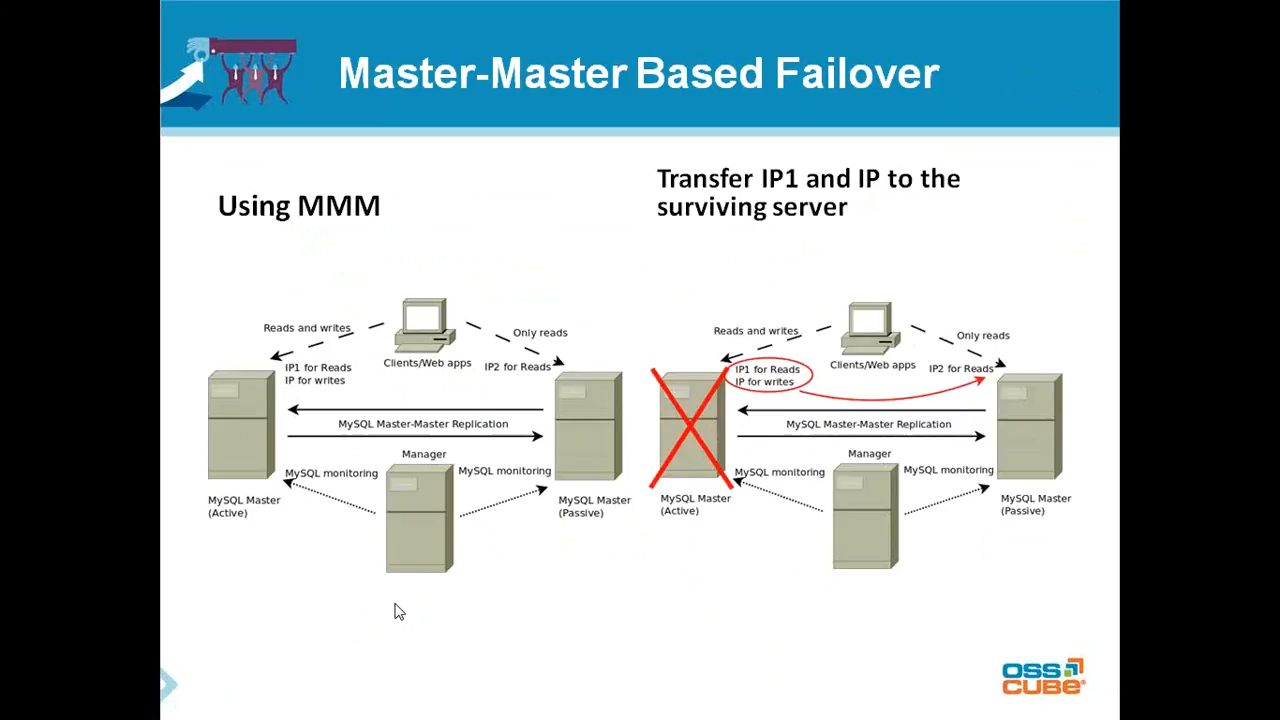 Master-Master Based Failover
Using MMM
Transfer IP1 and IP to the
surviving server
Reads and writes
Only reads
Clients/Web apps
IP1 for Reads
IP for writes
IP2 for Reads
MySQL Master-Master Replication
Manager
MySQL monitoring
MySQL monitoring
MySQL Master
(Active)
MySQL Master
(Passive)
Reads and writes
Only reads
Clients/Web apps
IP1 for Reads
IP for writes
IP2 for Reads
MySQL Master-Master Replication
Manager
MySQL monitoring
MySQL monitoring
MySQL Master
(Active)
MySQL Master
(Passive)
OSS
CUBE